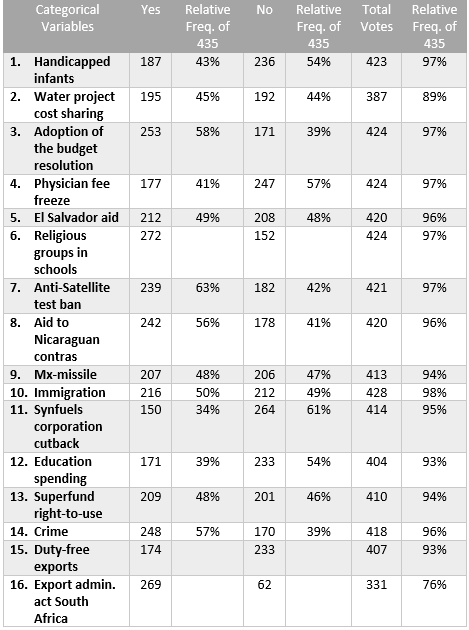 Categorical Variables Yes Relative Freq. of 435 No Relative Freq. of 435 Total Votes Relative Freq. of 435
1. Handicapped infants 187 43% 236 54% 423 97%
2. Water project cost sharing 195 45% 192 44% 387 89%
3. Adoption of the budget resolution 253 58% 171 39% 424 97%
4. Physician fee freeze 177 41% 247 57% 424 97%
5. El Salvador aid 212 49% 208 48% 420 96%
6. Religious groups in schools 272 152 424 97%
7. Anti-Satellite test ban 239 63% 182 42% 421 97%
8. Aid to Nicaraguan contras 242 56% 178 41% 420 96%
9. Mx-missile 207 48% 206 47% 413 94%
10. Immigration 216 50% 212 49% 428 98%
11. Synfuels corporation cutback 150 34% 264 61% 414 95%
12. Education spending 171 39% 233 54% 404 93%
13. Superfund right-to-use 209 48% 201 46% 410 94%
14. Crime 248 57% 170 39% 418 96%
15. Duty-free exports 174 233 407 93%
16. Export admin. act South Africa 269 62 331 76%